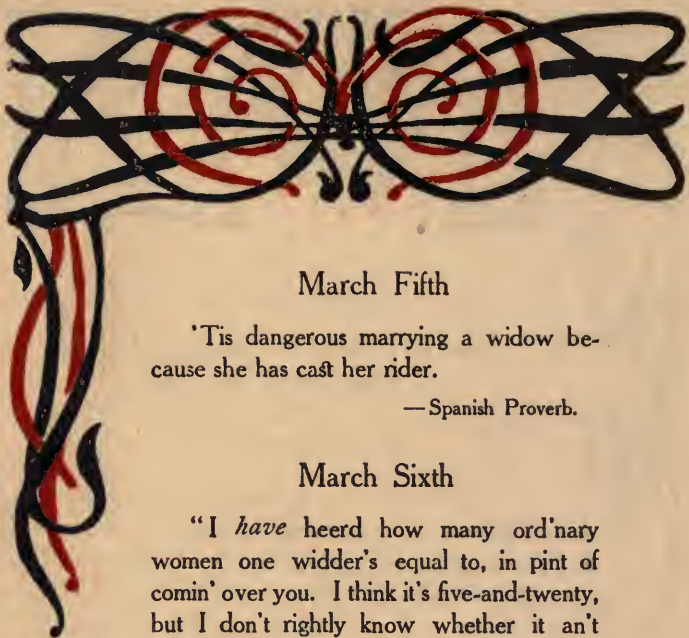 March Fifth
'Tis dangerous marrying a widow be-
cause she has cast her rider.
— Spanish Proverb.
March Sixth
"I have heerd how many ord'nary
women one widder's equal to, in pint of
comin' over you. I think it's five-and-twenty,
but I don't rightly know whether it an't